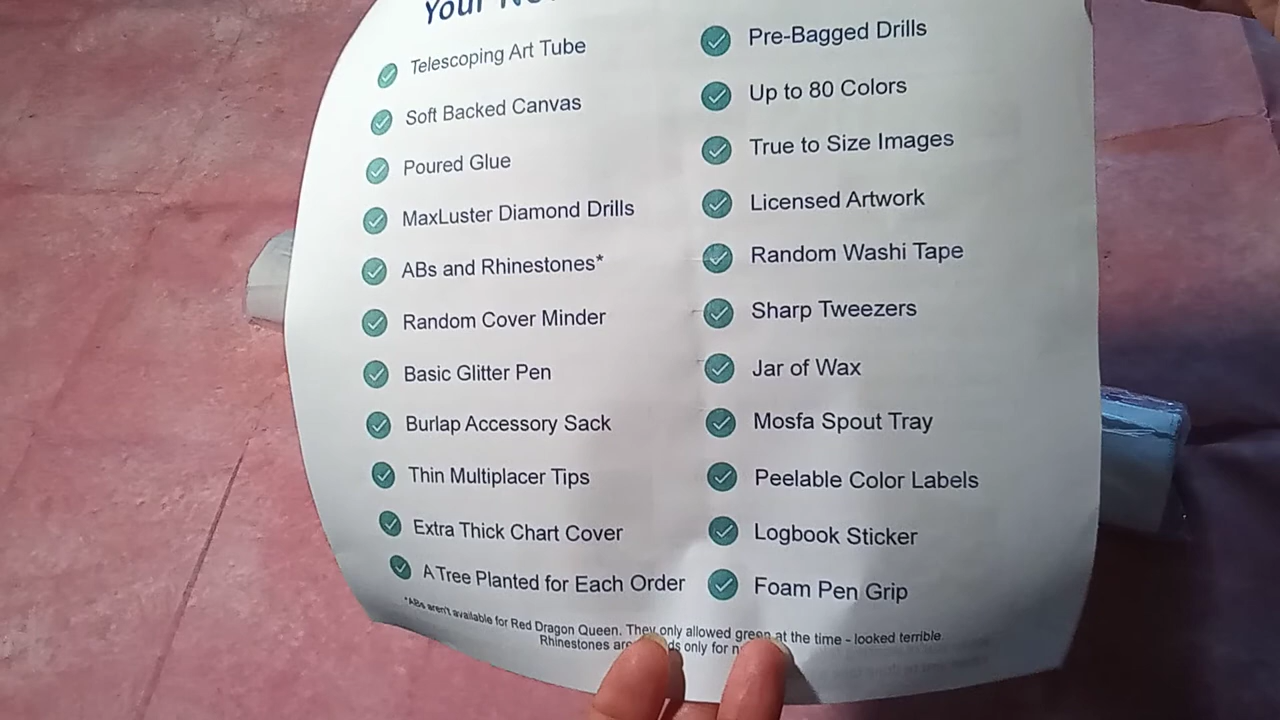 Your
Telescoping Art Tube
Soft Backed Canvas
Poured Glue
MaxLuster Diamond Drills
ABs and Rhinestones*
Random Cover Minder
Basic Glitter Pen
Burlap Accessory Sack
Thin Multiplacer Tips
Extra Thick Chart Cover
A Tree Planted for Each Order
Pre-Bagged Drills
Up to 80 Colors
True to Size Images
Licensed Artwork
Random Washi Tape
Sharp Tweezers
Jar of Wax
Mosfa Spout Tray
Peelable Color Labels
Logbook Sticker
Foam Pen Grip
*ABs aren't available for Red Dragon Queen. They only allowed green at the time - looked terrible
Rhinestones are only for